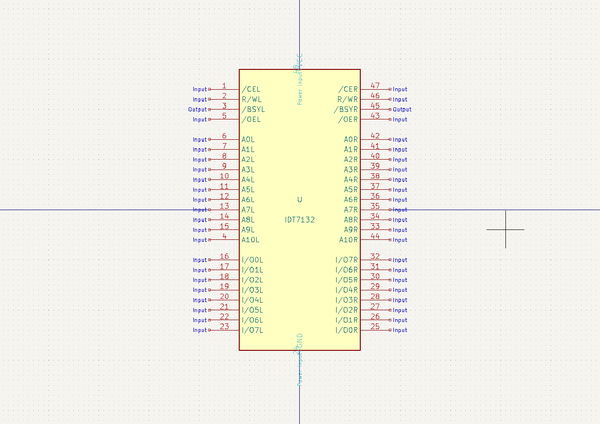 VCC
Power input
Input 1 /CEL /CER 47 Input
Input 2 R/WL R/WR 46 Input
Output 3 /BSYL /BSYR 45 Output
Input 5 /OEL /OER 43 Input
Input 6 A0L A0R 42 Input
Input 7 A1L A1R 41 Input
Input 8 A2L A2R 40 Input
Input 9 A3L A3R 39 Input
Input 10 A4L A4R 38 Input
Input 11 A5L A5R 37 Input
Input 12 A6L U A6R 36 Input
Input 13 A7L A7R 35 Input
Input 14 A8L IDT7132 A8R 34 Input
Input 15 A9L A9R 33 Input
Input 4 A10L A10R 44 Input
Input 16 I/O0L I/O7R 32 Input
Input 17 I/O1L I/O6R 31 Input
Input 18 I/O2L I/O5R 30 Input
Input 19 I/O3L I/O4R 29 Input
Input 20 I/O4L I/O3R 28 Input
Input 21 I/O5L I/O2R 27 Input
Input 22 I/O6L I/O1R 26 Input
Input 23 I/O7L I/O0R 25 Input
GND
Power input